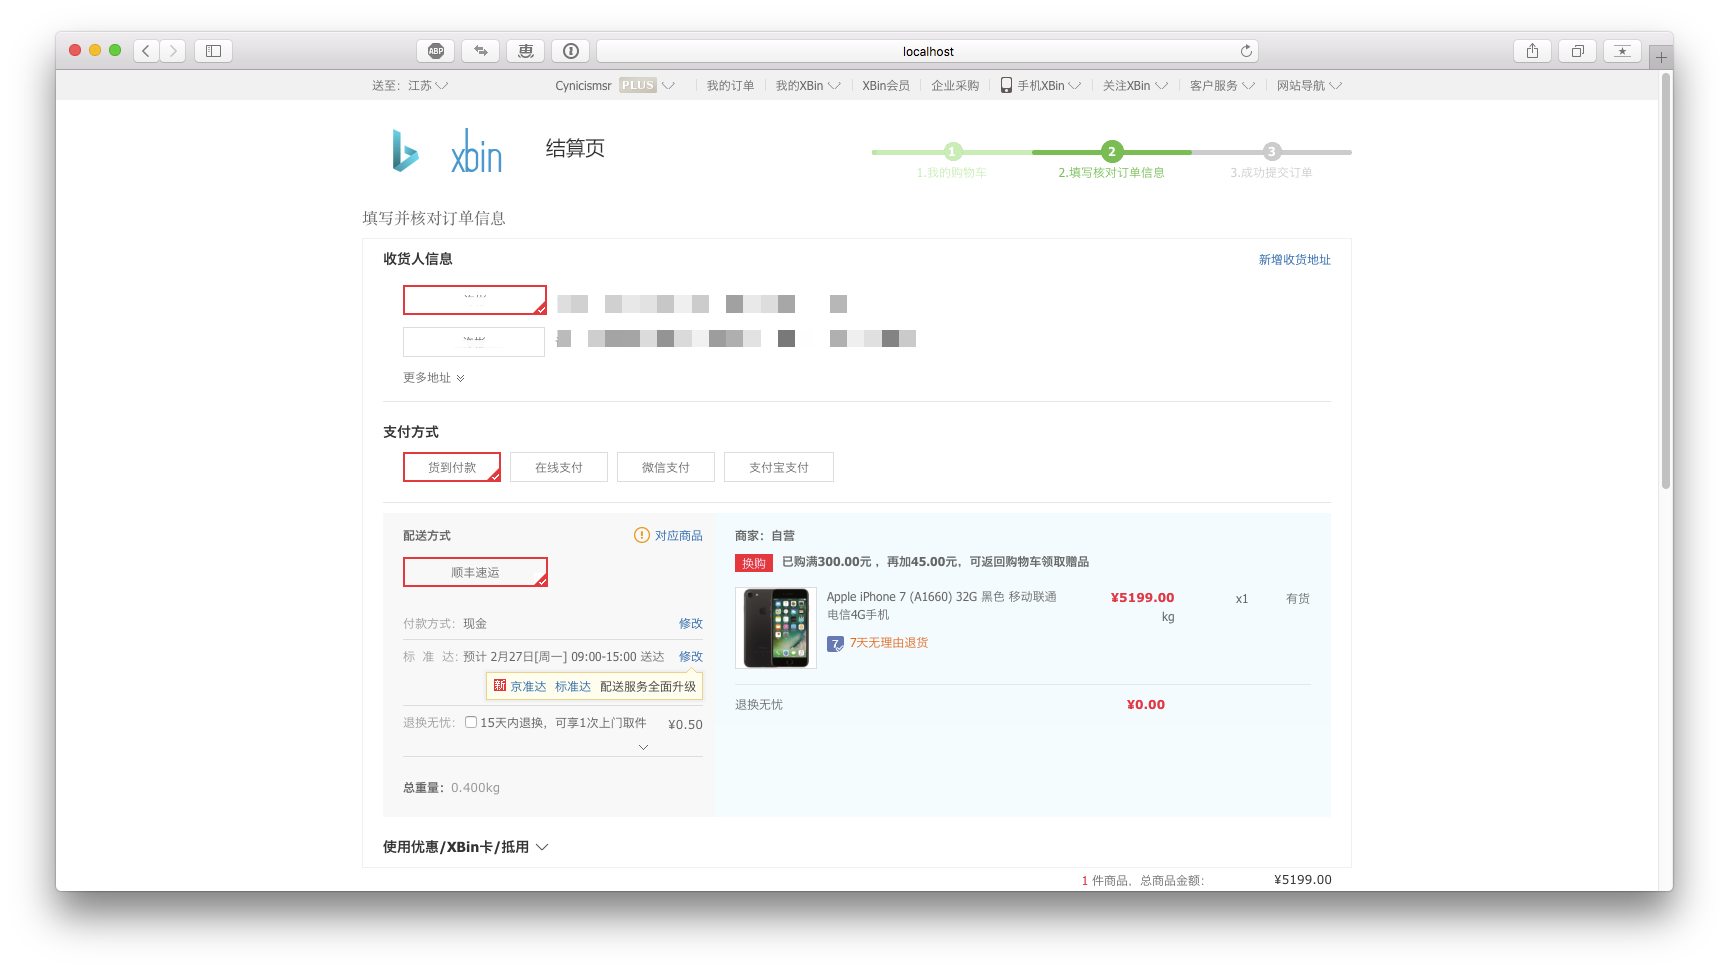 ABP
惠
localhost
送至：江苏
Cynicismsr PLUS
我的订单
我的XBin
XBin会员
企业采购
手机XBin
关注XBin
客户服务
网站导航
xbin
结算页
1
2
3
1.我的购物车
2.填写核对订单信息
3.成功提交订单
填写并核对订单信息
收货人信息
新增收货地址
更多地址
支付方式
货到付款
在线支付
微信支付
支付宝支付
配送方式
对应商品
顺丰速运
付款方式：现金
修改
标 准 达：预计 2月27日[周一] 09:00-15:00 送达
修改
新 京准达 标准达 配送服务全面升级
退换无忧： 15天内退换，可享1次上门取件 ¥0.50
总重量：0.400kg
商家：自营
换购 已购满300.00元 ，再加45.00元，可返回购物车领取赠品
Apple iPhone 7 (A1660) 32G 黑色 移动联通
电信4G手机
7 7天无理由退货
¥5199.00
kg
x1
有货
退换无忧
¥0.00
使用优惠/XBin卡/抵用
1 件商品，总商品金额：
¥5199.00